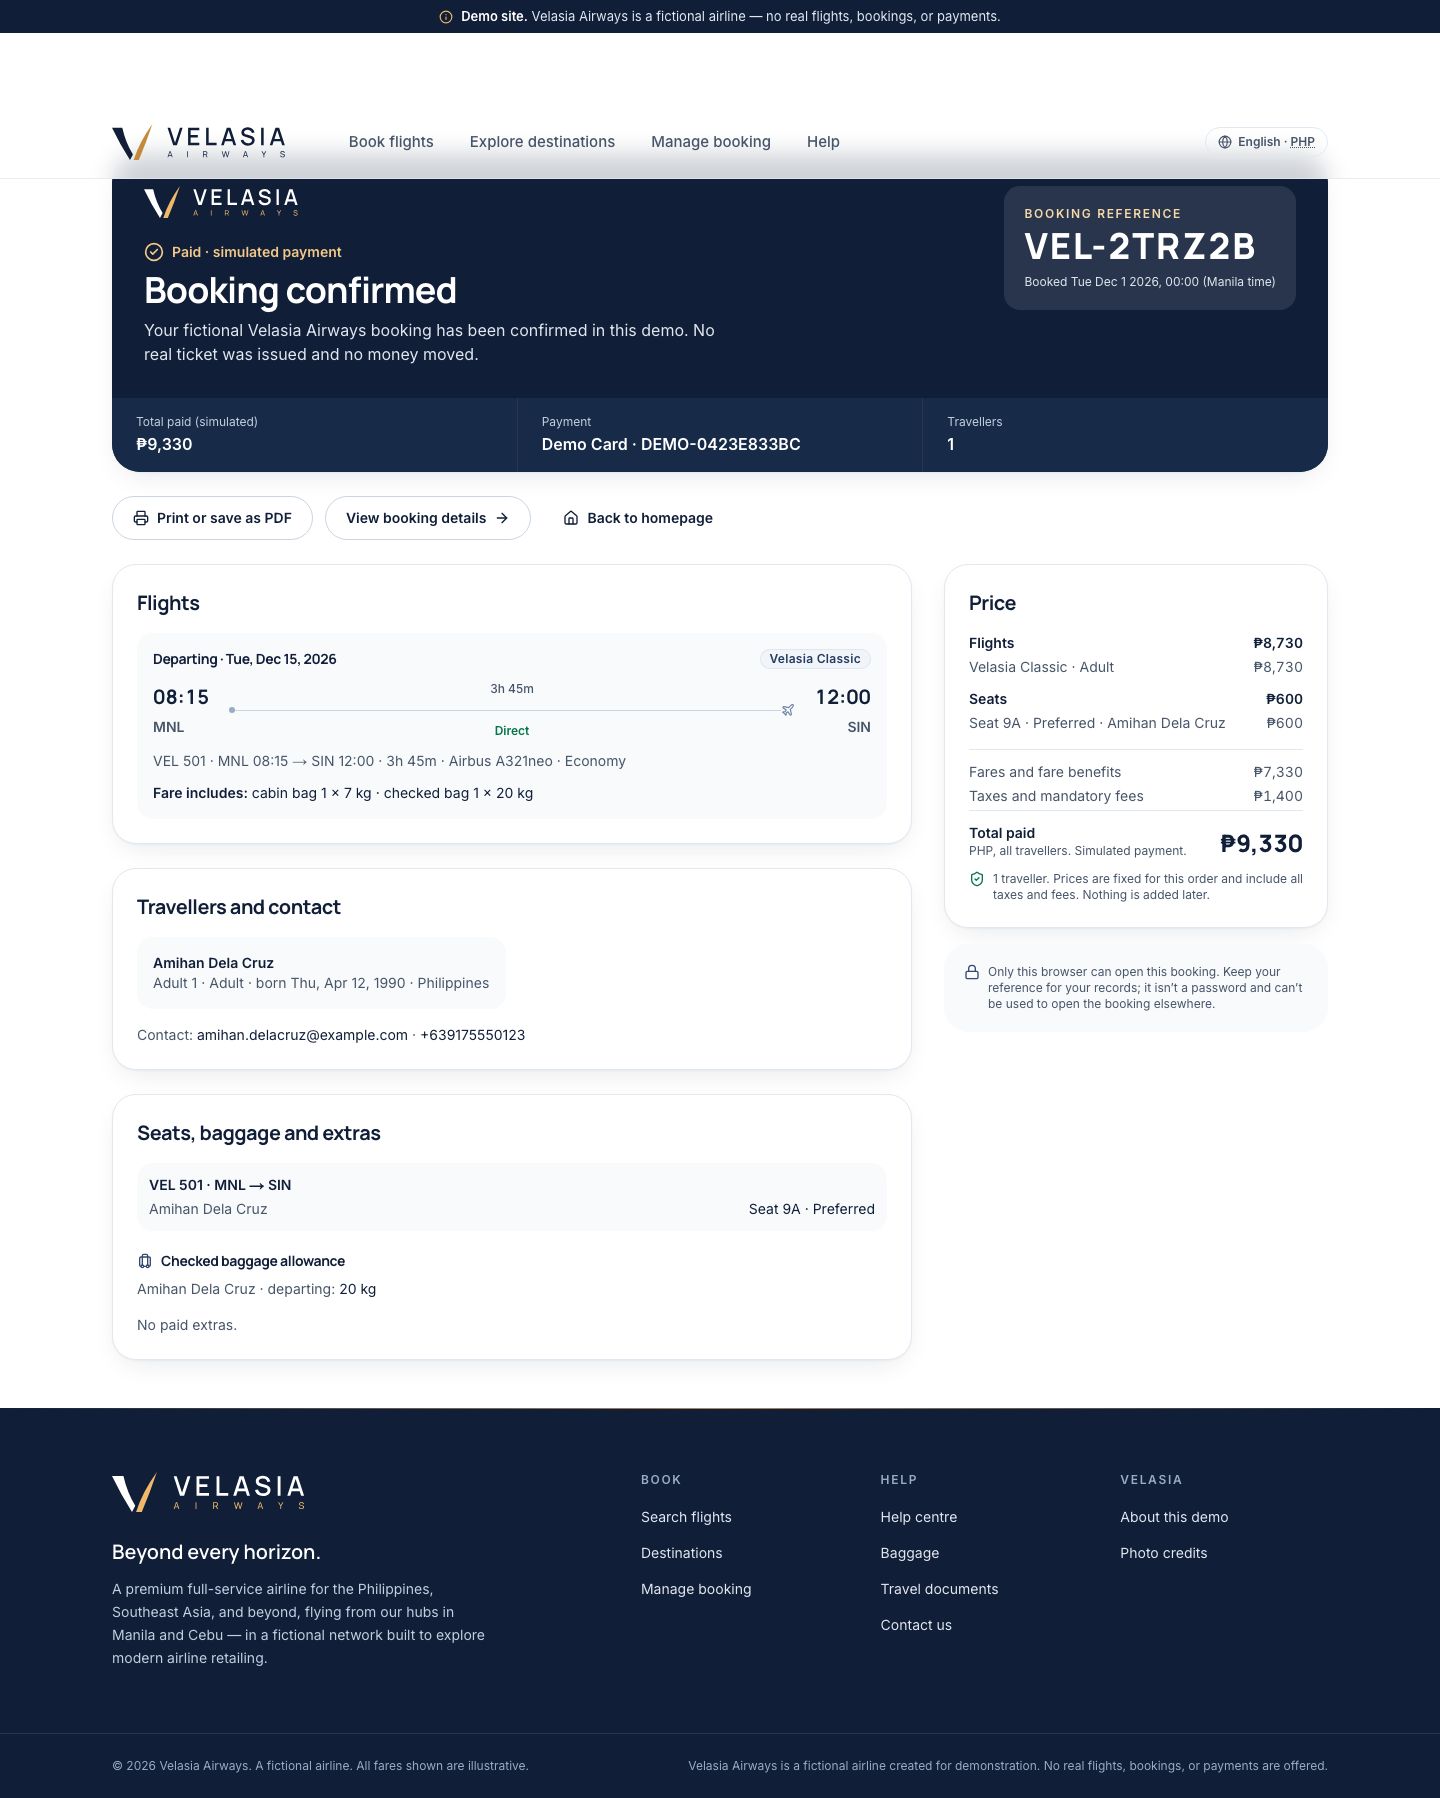 Demo site. Velasia Airways is a fictional airline — no real flights, bookings, or payments.
VELASIA
AIRWAYS
Book flights
Explore destinations
Manage booking
Help
English · PHP
VELASIA
AIRWAYS
Paid · simulated payment
Booking confirmed
Your fictional Velasia Airways booking has been confirmed in this demo. No
real ticket was issued and no money moved.
BOOKING REFERENCE
VEL-2TRZ2B
Booked Tue Dec 1 2026, 00:00 (Manila time)
Total paid (simulated)
₱9,330
Payment
Demo Card · DEMO-0423E833BC
Travellers
1
Print or save as PDF
View booking details
Back to homepage
Flights
Departing · Tue, Dec 15, 2026
Velasia Classic
08:15
3h 45m
12:00
MNL
Direct
SIN
VEL 501 · MNL 08:15 → SIN 12:00 · 3h 45m · Airbus A321neo · Economy
Fare includes: cabin bag 1 × 7 kg · checked bag 1 × 20 kg
Travellers and contact
Amihan Dela Cruz
Adult 1 · Adult · born Thu, Apr 12, 1990 · Philippines
Contact: amihan.delacruz@example.com · +639175550123
Seats, baggage and extras
VEL 501 · MNL → SIN
Amihan Dela Cruz
Seat 9A · Preferred
Checked baggage allowance
Amihan Dela Cruz · departing: 20 kg
No paid extras.
Price
Flights ₱8,730
Velasia Classic · Adult ₱8,730
Seats ₱600
Seat 9A · Preferred · Amihan Dela Cruz ₱600
Fares and fare benefits ₱7,330
Taxes and mandatory fees ₱1,400
Total paid
PHP, all travellers. Simulated payment.
₱9,330
1 traveller. Prices are fixed for this order and include all
taxes and fees. Nothing is added later.
Only this browser can open this booking. Keep your
reference for your records; it isn’t a password and can’t
be used to open the booking elsewhere.
VELASIA
AIRWAYS
Beyond every horizon.
A premium full-service airline for the Philippines,
Southeast Asia, and beyond, flying from our hubs in
Manila and Cebu — in a fictional network built to explore
modern airline retailing.
BOOK
Search flights
Destinations
Manage booking
HELP
Help centre
Baggage
Travel documents
Contact us
VELASIA
About this demo
Photo credits
© 2026 Velasia Airways. A fictional airline. All fares shown are illustrative.
Velasia Airways is a fictional airline created for demonstration. No real flights, bookings, or payments are offered.